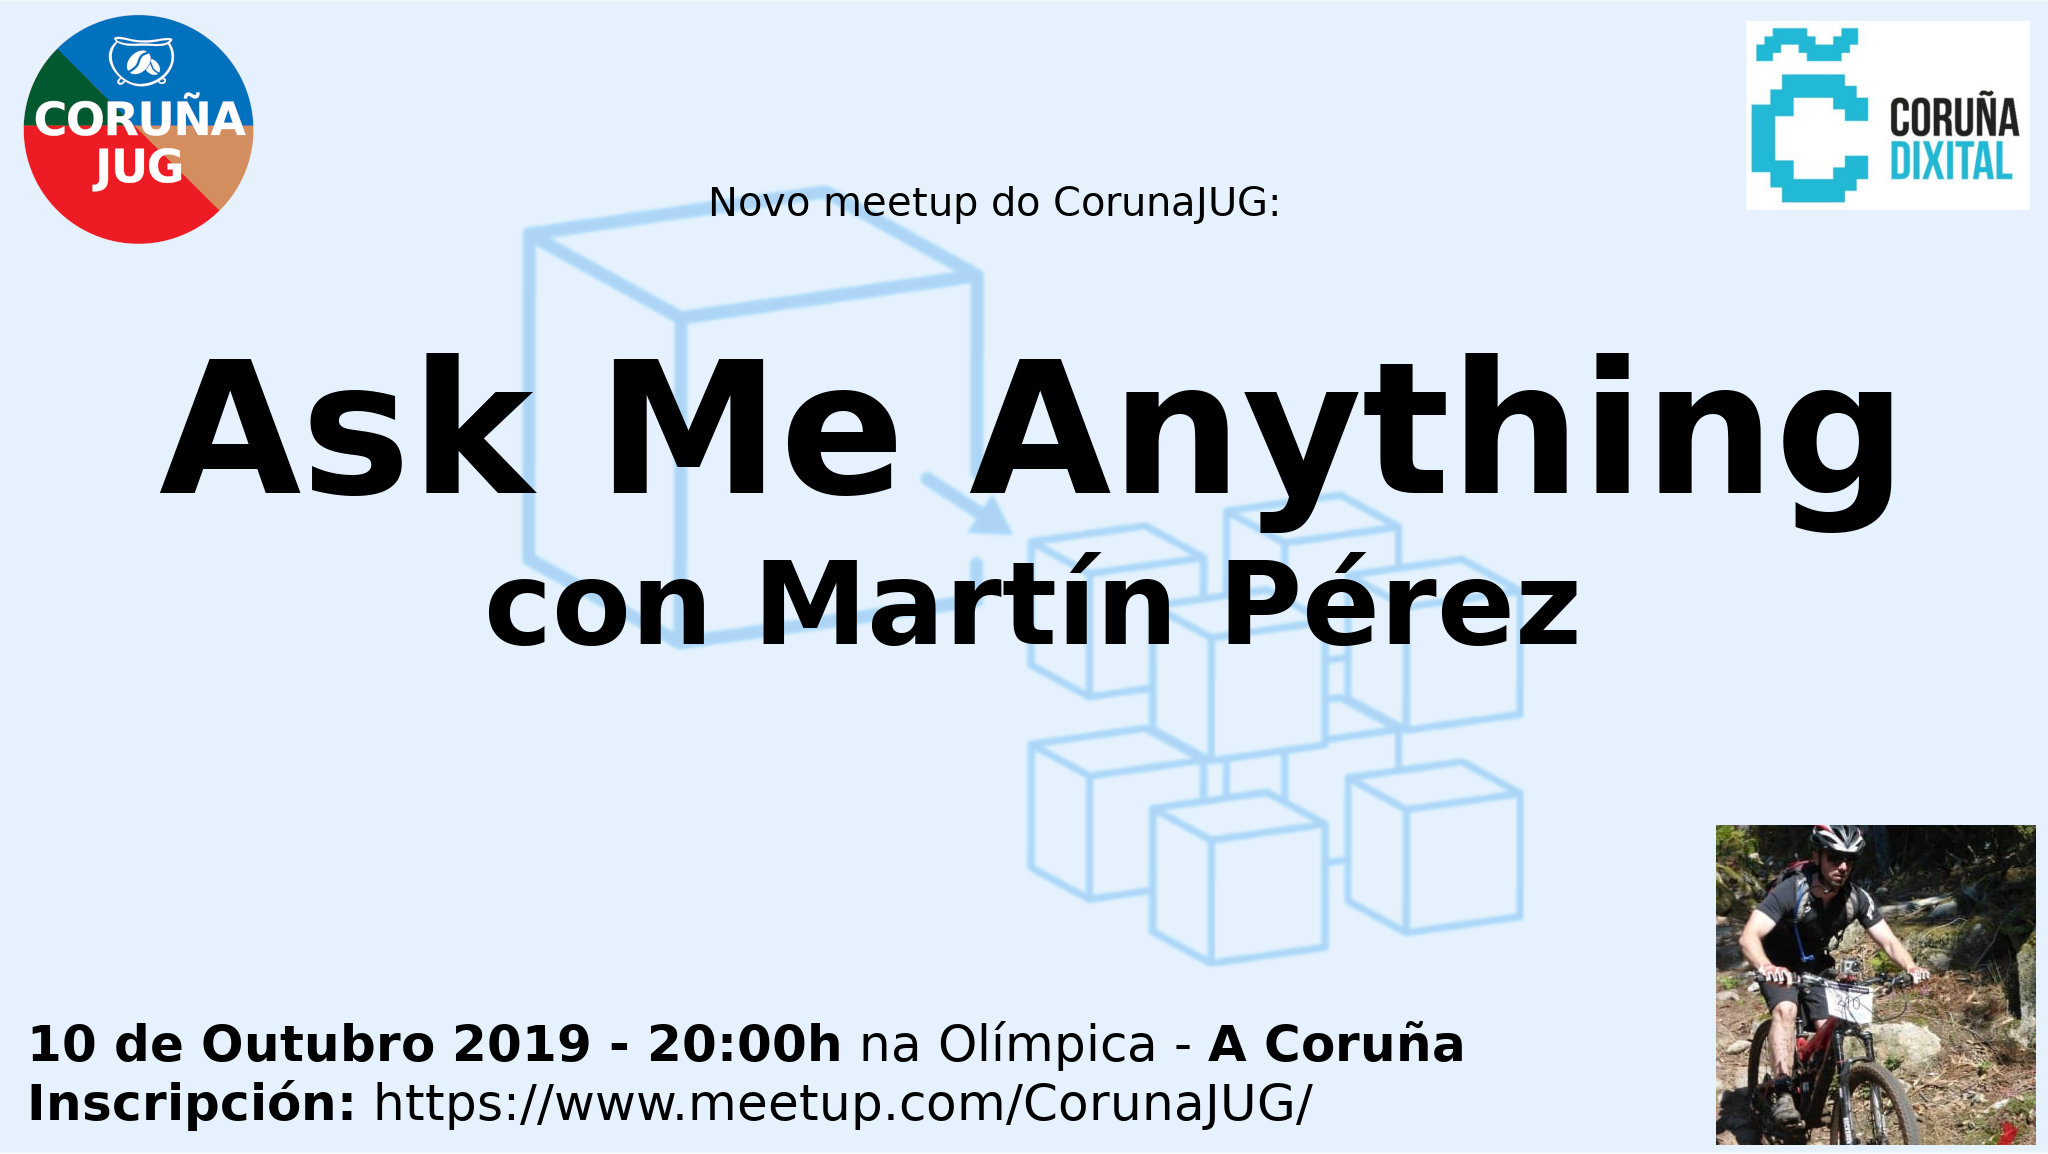 CORUÑA
JUG
CORUÑA
DIXITAL
Novo meetup do CorunaJUG:
Ask Me Anything
con Martín Pérez
10 de Outubro 2019 - 20:00h na Olímpica - A Coruña
Inscripción: https://www.meetup.com/CorunaJUG/